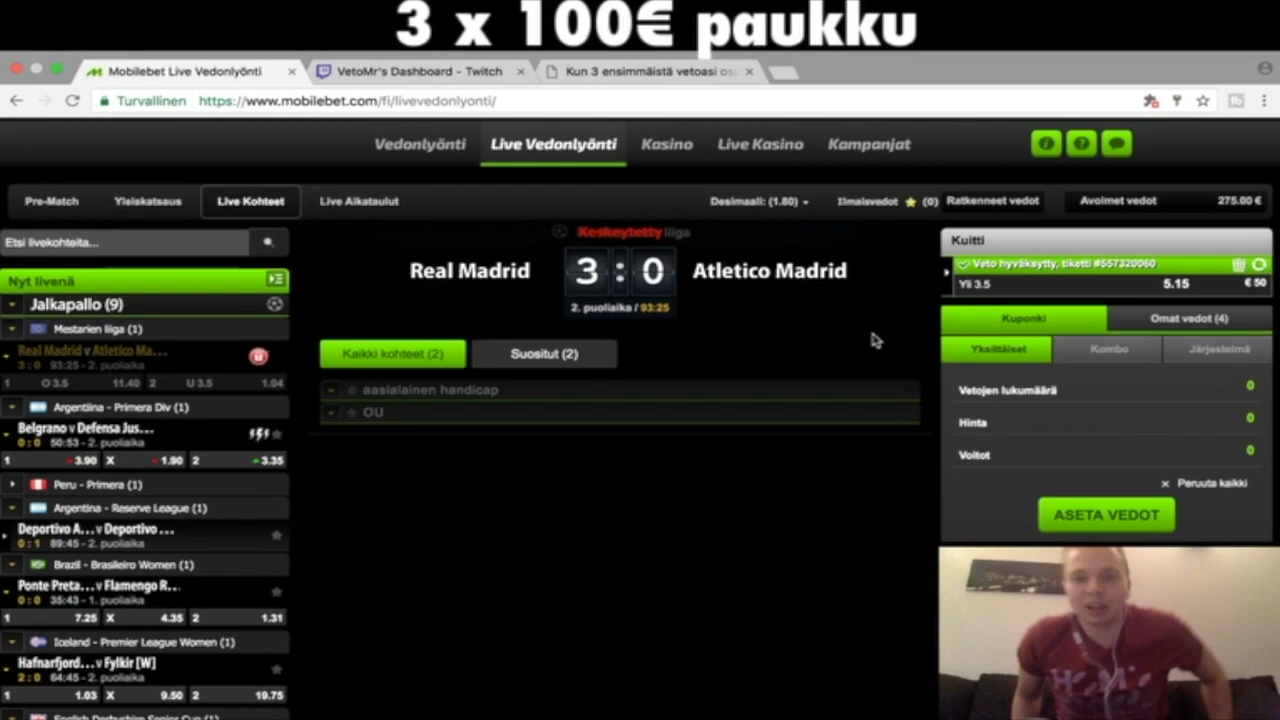 3 x 100€ paukku
Mobilebet Live Vedonlyönti
VetoMr's Dashboard - Twitch
Kun 3 ensimmäistä vetoasi os
Turvallinen
https://www.mobilebet.com/fi/livevedonlyonti/
Vedonlyönti
Live Vedonlyönti
Kasino
Live Kasino
Kampanjat
Pre-Match
Yleiskatsaus
Live Kohteet
Live Aikataulut
Desimaali: (1.80)
Ilmaisvedot (0)
Ratkenneet vedot
Avoimet vedot
275.00 €
Etsi livekohteita...
Nyt livenä
Jalkapallo (9)
Mestarien liiga (1)
Real Madrid v Atletico Ma...
3 : 0 93:25 - 2. puoliaika
1 O 3.5 11.40 2 U 3.5 1.04
Argentiina - Primera Div (1)
Belgrano v Defensa Jus...
0 : 0 50:53 - 2. puoliaika
1 3.90 X 1.90 2 3.35
Peru - Primera (1)
Argentina - Reserve League (1)
Deportivo A... v Deportivo ...
0 : 1 89:45 - 2. puoliaika
Brazil - Brasileiro Women (1)
Ponte Preta... v Flamengo R...
0 : 0 35:43 - 1. puoliaika
1 7.25 X 4.35 2 1.31
Iceland - Premier League Women (1)
Hafnarfjord... v Fylkir [W]
2 : 0 64:45 - 2. puoliaika
1 1.03 X 9.50 2 19.75
English Derbyshire Senior Cup (1)
Keskeytetty liiga
Real Madrid
3 : 0
Atletico Madrid
2. puoliaika / 93:25
Kaikki kohteet (2)
Suositut (2)
aasialainen handicap
OU
Kuitti
Veto hyväksytty, tiketti #557320060
Yli 3.5
5.15
€ 50
Kuponki
Omat vedot (4)
Yksittäiset
Kombo
Järjestelmä
Vetojen lukumäärä
0
Hinta
0
Voitot
0
x Peruuta kaikki
ASETA VEDOT